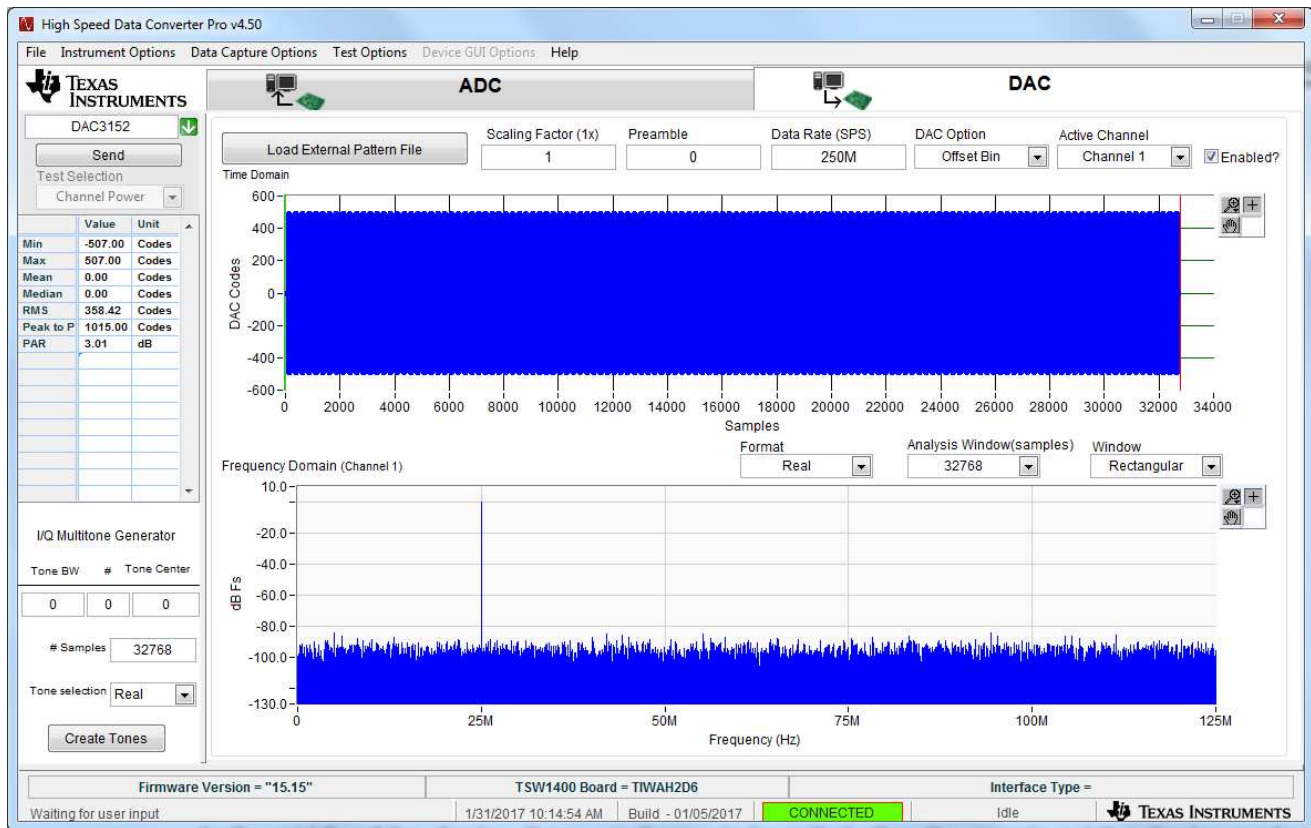 High Speed Data Converter Pro v4.50
File Instrument Options Data Capture Options Test Options Device GUI Options Help
TEXAS INSTRUMENTS
ADC
DAC
DAC3152
Send
Test Selection
Channel Power
Load External Pattern File
Scaling Factor (1x) Preamble Data Rate (SPS) DAC Option Active Channel
1 0 250M Offset Bin Channel 1 Enabled?
Value Unit
Min -507.00 Codes
Max 507.00 Codes
Mean 0.00 Codes
Median 0.00 Codes
RMS 358.42 Codes
Peak to P 1015.00 Codes
PAR 3.01 dB
Time Domain
600
400
200
0
-200
-400
-600
DAC Codes
0 2000 4000 6000 8000 10000 12000 14000 16000 18000 20000 22000 24000 26000 28000 30000 32000 34000
Samples
Format Analysis Window(samples) Window
Real 32768 Rectangular
Frequency Domain (Channel 1)
10.0
-20.0
-40.0
-60.0
-80.0
-100.0
-130.0
dB Fs
0 25M 50M 75M 100M 125M
Frequency (Hz)
I/Q Multitone Generator
Tone BW # Tone Center
0 0 0
# Samples 32768
Tone selection Real
Create Tones
Firmware Version = "15.15" TSW1400 Board = TIWAH2D6 Interface Type =
Waiting for user input 1/31/2017 10:14:54 AM Build - 01/05/2017 CONNECTED Idle TEXAS INSTRUMENTS